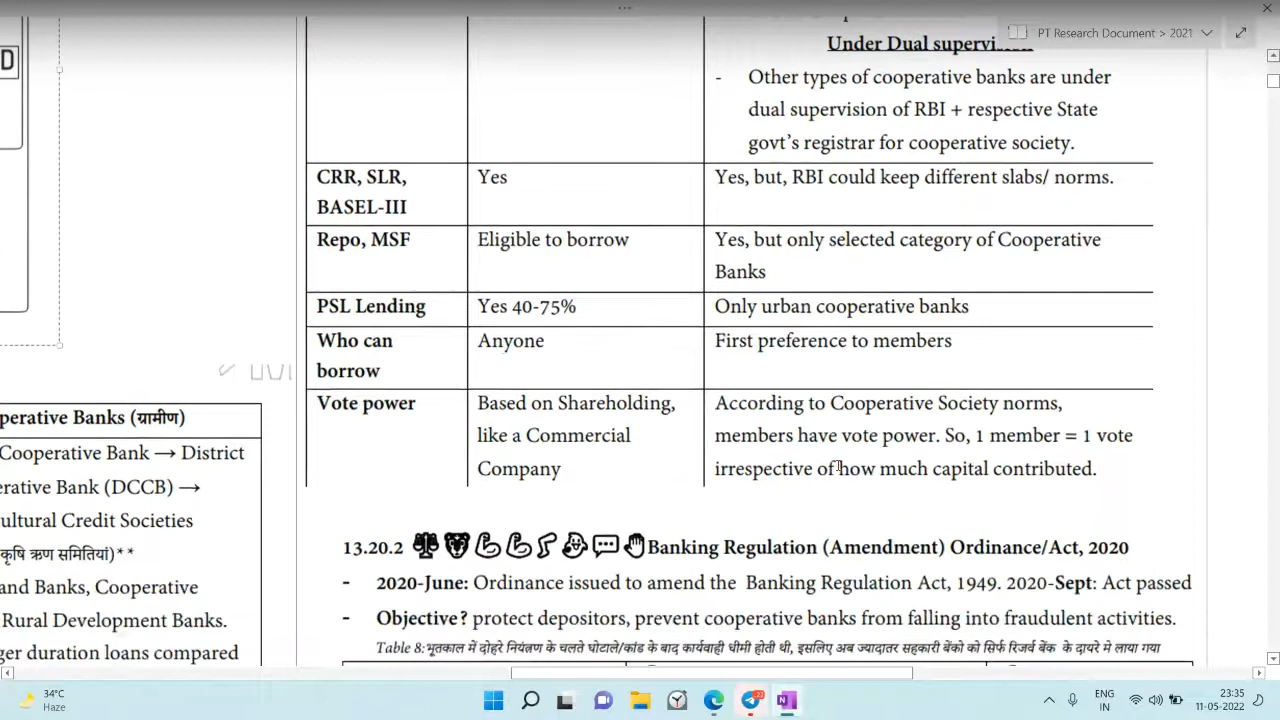 PT Research Document > 2021
D
Under Dual supervision
- Other types of cooperative banks are under
dual supervision of RBI + respective State
govt's registrar for cooperative society.
CRR, SLR,
BASEL-III
Yes
Yes, but, RBI could keep different slabs/ norms.
Repo, MSF
Eligible to borrow
Yes, but only selected category of Cooperative
Banks
PSL Lending
Yes 40-75%
Only urban cooperative banks
Who can
borrow
Anyone
First preference to members
Vote power
Based on Shareholding,
like a Commercial
Company
According to Cooperative Society norms,
members have vote power. So, 1 member = 1 vote
irrespective of how much capital contributed.
perative Banks (ग्रामीण)
Cooperative Bank → District
erative Bank (DCCB) →
ultural Credit Societies
कृषि ऋण समितियां)**
and Banks, Cooperative
Rural Development Banks.
ger duration loans compared
13.20.2 Banking Regulation (Amendment) Ordinance/Act, 2020
- 2020-June: Ordinance issued to amend the Banking Regulation Act, 1949. 2020-Sept: Act passed
- Objective? protect depositors, prevent cooperative banks from falling into fraudulent activities.
Table 8:भूतकाल में दोहरे नियंत्रण के चलते घोटाले/कांड के बाद कार्यवाही धीमी होती थी, इसलिए अब ज्यादातर सहकारी बेंको को सिर्फ रिजर्व बेंक के दायरे मे लाया गया
34°C
Haze
23
ENG
IN
23:35
11-05-2022